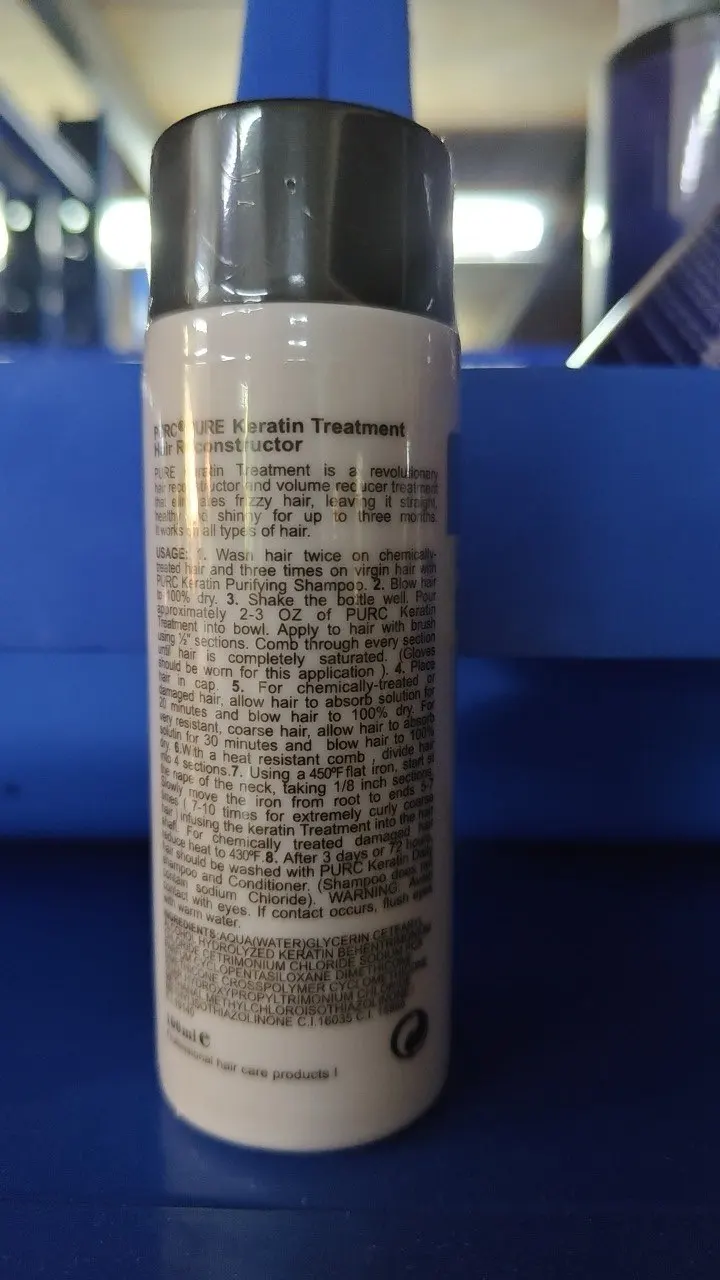 PURC® PURE Keratin Treatment
Hair Reconstructor
PURE Keratin Treatment is a revolusionary
hair reconstructor and volume reducer treatment
that eliminates frizzy hair, leaving it straight,
healthy and shiny for up to three months.
It works on all types of hair.
USAGE: 1. Wash hair twice on chemically-
treated hair and three times on virgin hair with
PURC Keratin Purifying Shampoo. 2. Blow hair
to 100% dry. 3. Shake the bottle well. Pour
approximately 2-3 OZ of PURC Keratin
Treatment into bowl. Apply to hair with brush
using ½" sections. Comb through every section
until hair is completely saturated. (Gloves
should be worn for this application ). 4. Place
hair in cap. 5. For chemically-treated or
damaged hair, allow hair to absorb solution for
20 minutes and blow hair to 100% dry. For
very resistant, coarse hair, allow hair to absorb
solutin for 30 minutes and blow hair to 100%
dry. 6.With a heat resistant comb , divide hair
into 4 sections.7. Using a 450ºF flat iron, start at
the nape of the neck, taking 1/8 inch sections.
Slowly move the iron from root to ends 5-7
times ( 7-10 times for extremely curly coarse
hair ) infusing the keratin Treatment into the hair
shaft. For chemically treated damaged hair
reduce heat to 430ºF.8. After 3 days or 72 hours,
hair should be washed with PURC Keratin Daily
Shampoo and Conditioner. (Shampoo does not
contain sodium Chloride). WARNING: Avoid
contact with eyes. If contact occurs, flush eyes
with warm water.
INGREDIENTS:AQUA(WATER)GLYCERIN CETEARYL
ALCOHOL HYDROLYZED KERATIN BEHENTRIMONIUM
CETRIMONIUM CHLORIDE SODIUM
CYCLOPENTASILOXANE DIMETHICONE
CROSSPOLYMER
CHLORIDE
METHYLCHLOROISOTHIAZOLINONE
C.I.16035 C.I.
100ml e
Professional hair care products !